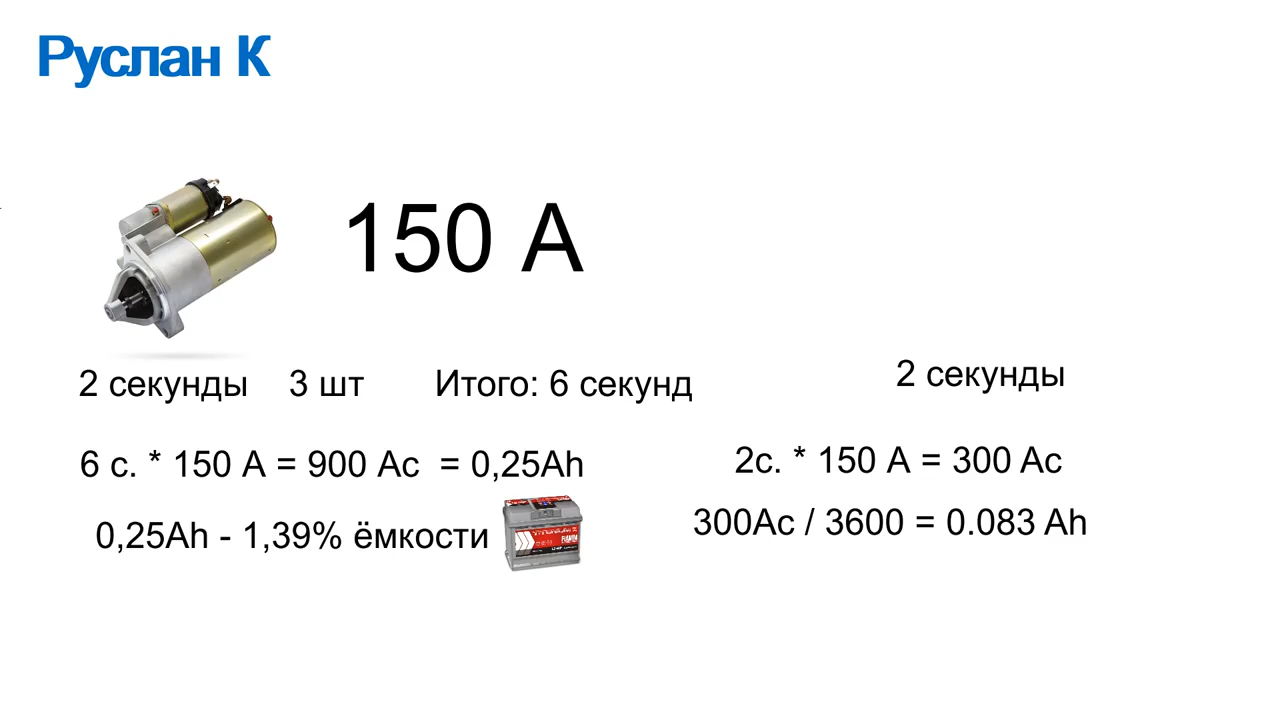 Руслан К
150 А
2 секунды 3 шт Итого: 6 секунд
2 секунды
6 с. * 150 А = 900 Ас = 0,25Ah
2с. * 150 А = 300 Ас
0,25Ah - 1,39% ёмкости
300Ас / 3600 = 0.083 Ah
FIAMM